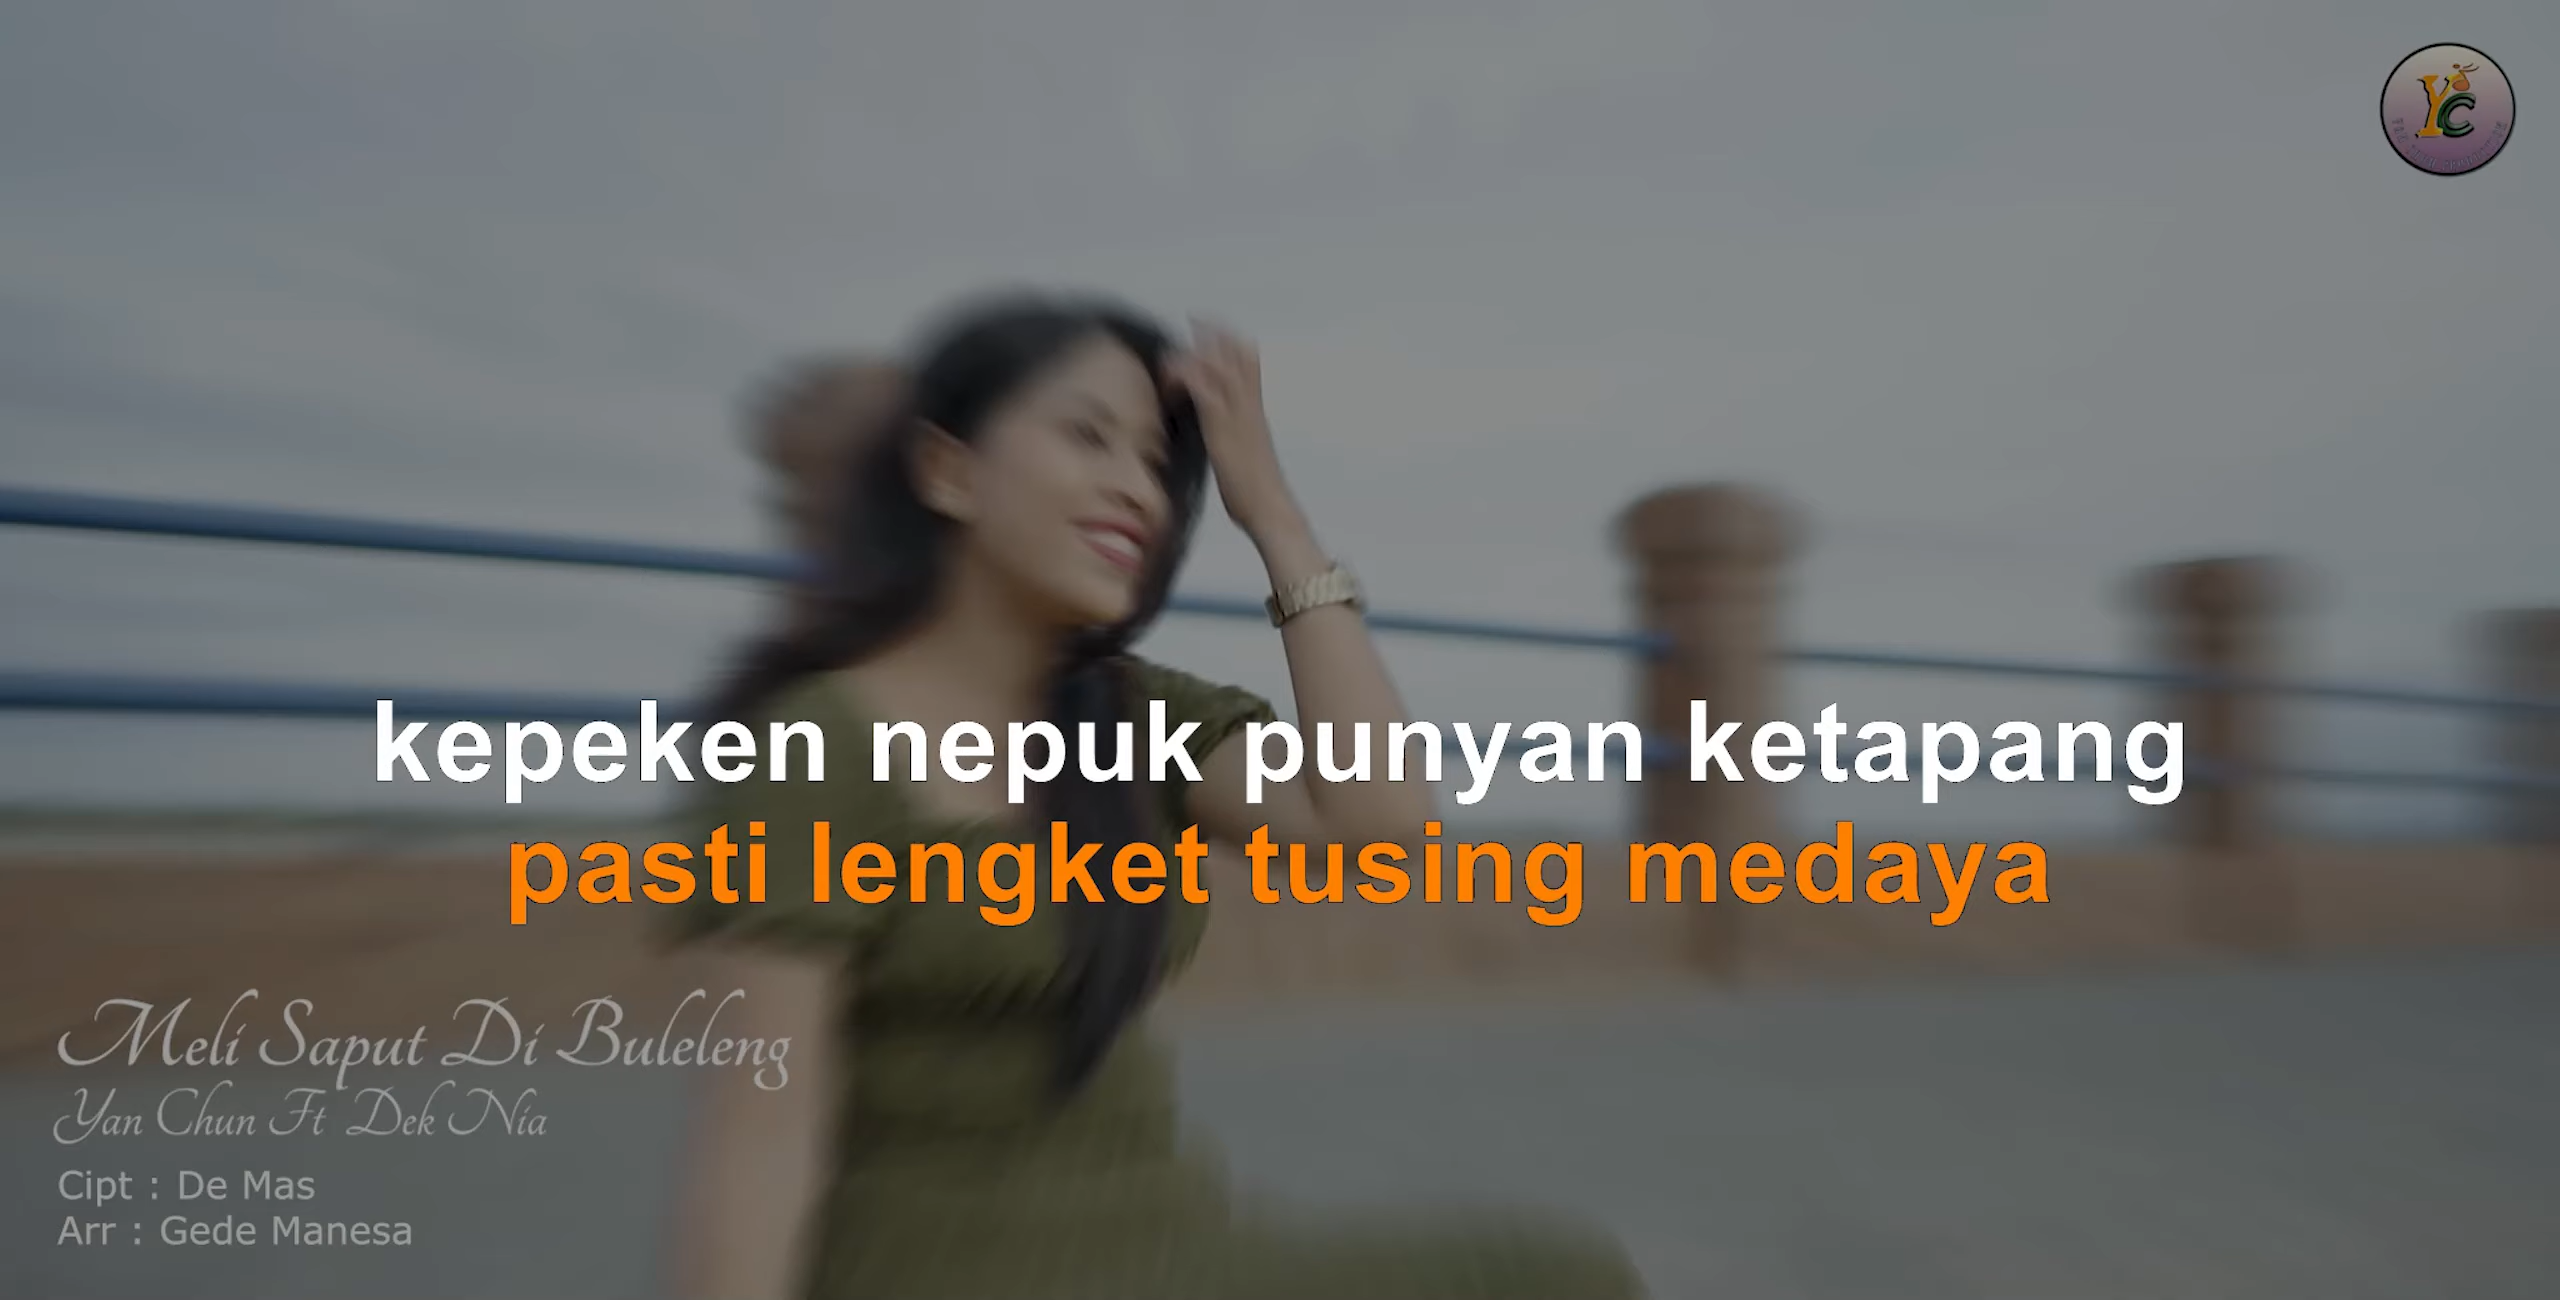 YC
kepeken nepuk punyan ketapang
pasti lengket tusing medaya
Meli Saput Di Buleleng
Yan Chun Ft Dek Nia
Cipt : De Mas
Arr : Gede Manesa